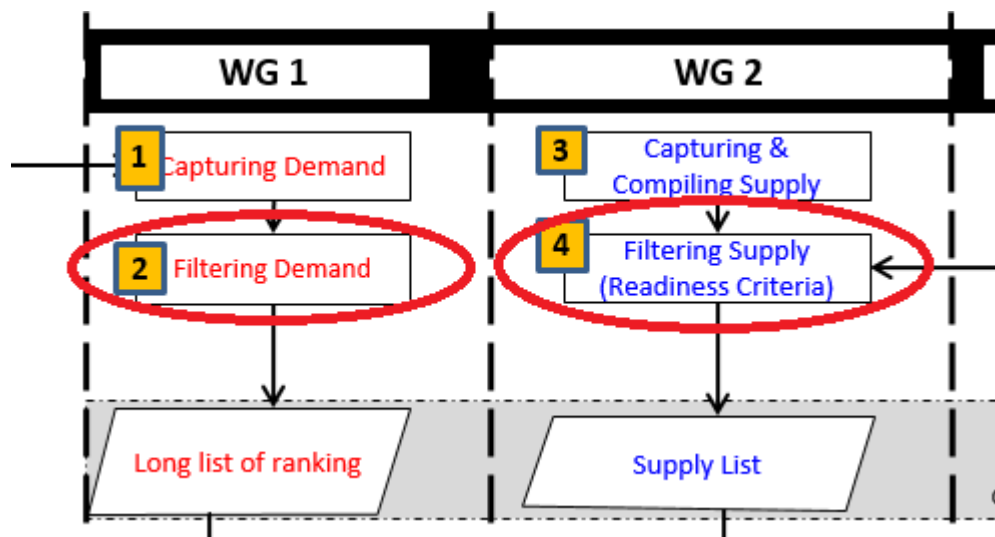 WG 1
WG 2
1
Capturing Demand
3
Capturing &
Compiling Supply
2
Filtering Demand
4
Filtering Supply
(Readiness Criteria)
Long list of ranking
Supply List